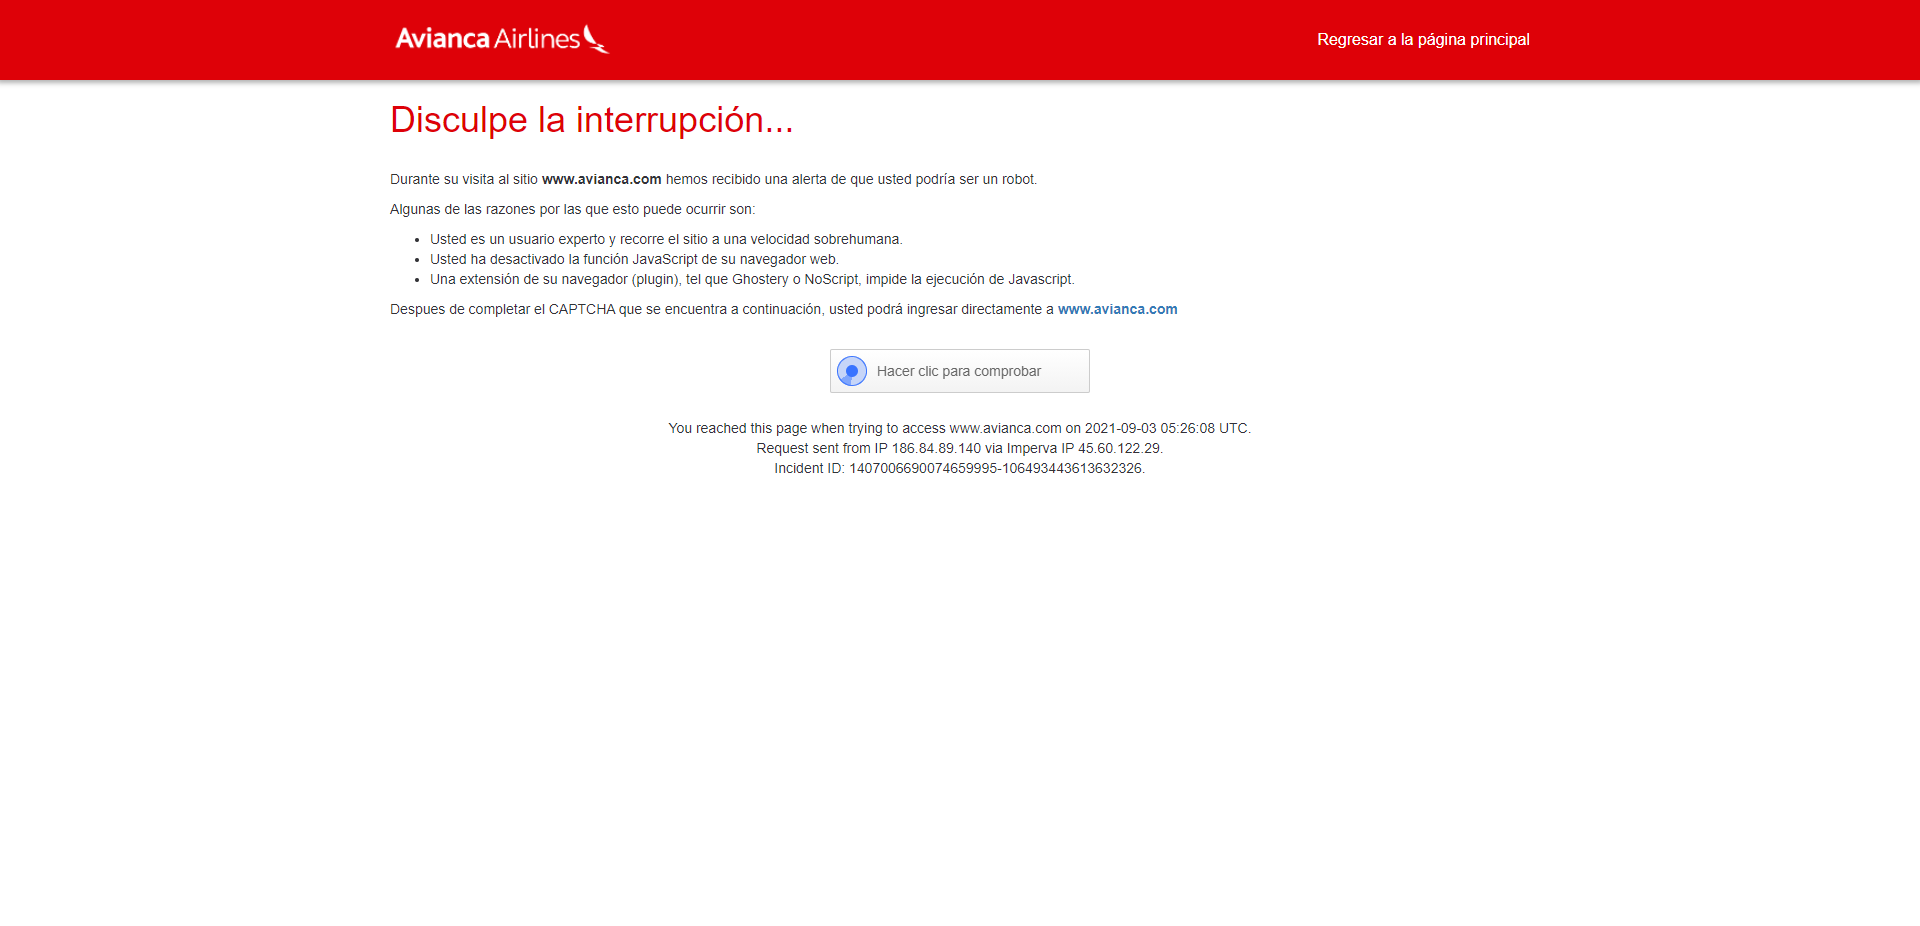 Avianca Airlines
Regresar a la página principal
Disculpe la interrupción...
Durante su visita al sitio www.avianca.com hemos recibido una alerta de que usted podría ser un robot.
Algunas de las razones por las que esto puede ocurrir son:
Usted es un usuario experto y recorre el sitio a una velocidad sobrehumana.
Usted ha desactivado la función JavaScript de su navegador web.
Una extensión de su navegador (plugin), tel que Ghostery o NoScript, impide la ejecución de Javascript.
Despues de completar el CAPTCHA que se encuentra a continuación, usted podrá ingresar directamente a www.avianca.com
Hacer clic para comprobar
You reached this page when trying to access www.avianca.com on 2021-09-03 05:26:08 UTC.
Request sent from IP 186.84.89.140 via Imperva IP 45.60.122.29.
Incident ID: 1407006690074659995-106493443613632326.